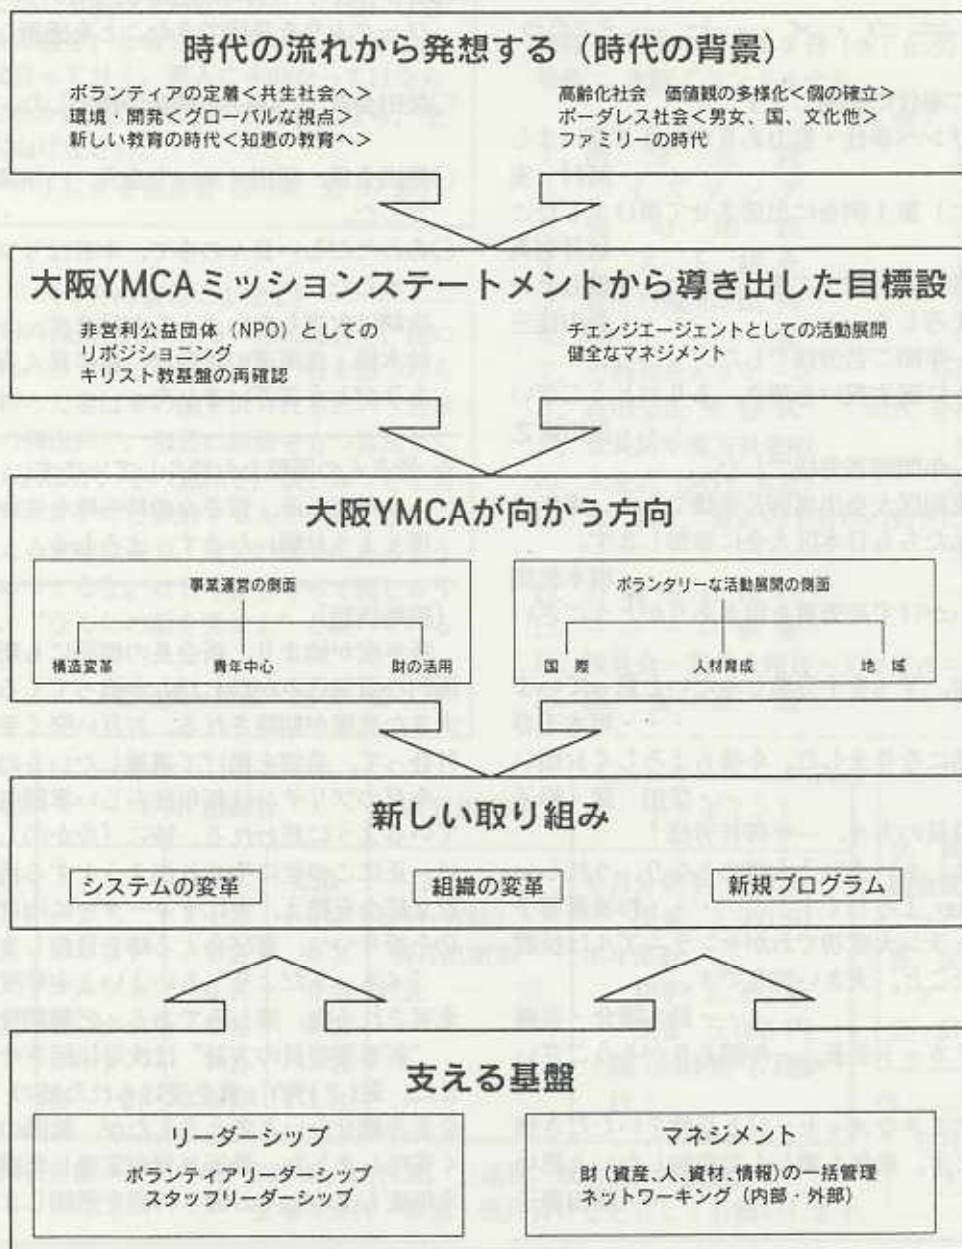 時代の流れから発想する（時代の背景）
ボランティアの定着＜共生社会へ＞
環境・開発＜グローバルな視点＞
新しい教育の時代＜知恵の教育へ＞
高齢化社会　価値観の多様化＜個の確立＞
ボーダレス社会＜男女、国、文化他＞
ファミリーの時代
大阪YMCAミッションステートメントから導き出した目標設
非営利公益団体（NPO）としての
リポジショニング
キリスト教基盤の再確認
チェンジエージェントとしての活動展開
健全なマネジメント
大阪YMCAが向かう方向
事業運営の側面
構造変革　青年中心　財の活用
ボランタリーな活動展開の側面
国際　人材育成　地域
新しい取り組み
システムの変革　組織の変革　新規プログラム
支える基盤
リーダーシップ
ボランティアリーダーシップ
スタッフリーダーシップ
マネジメント
財（資産、人、資材、情報）の一括管理
ネットワーキング（内部・外部）